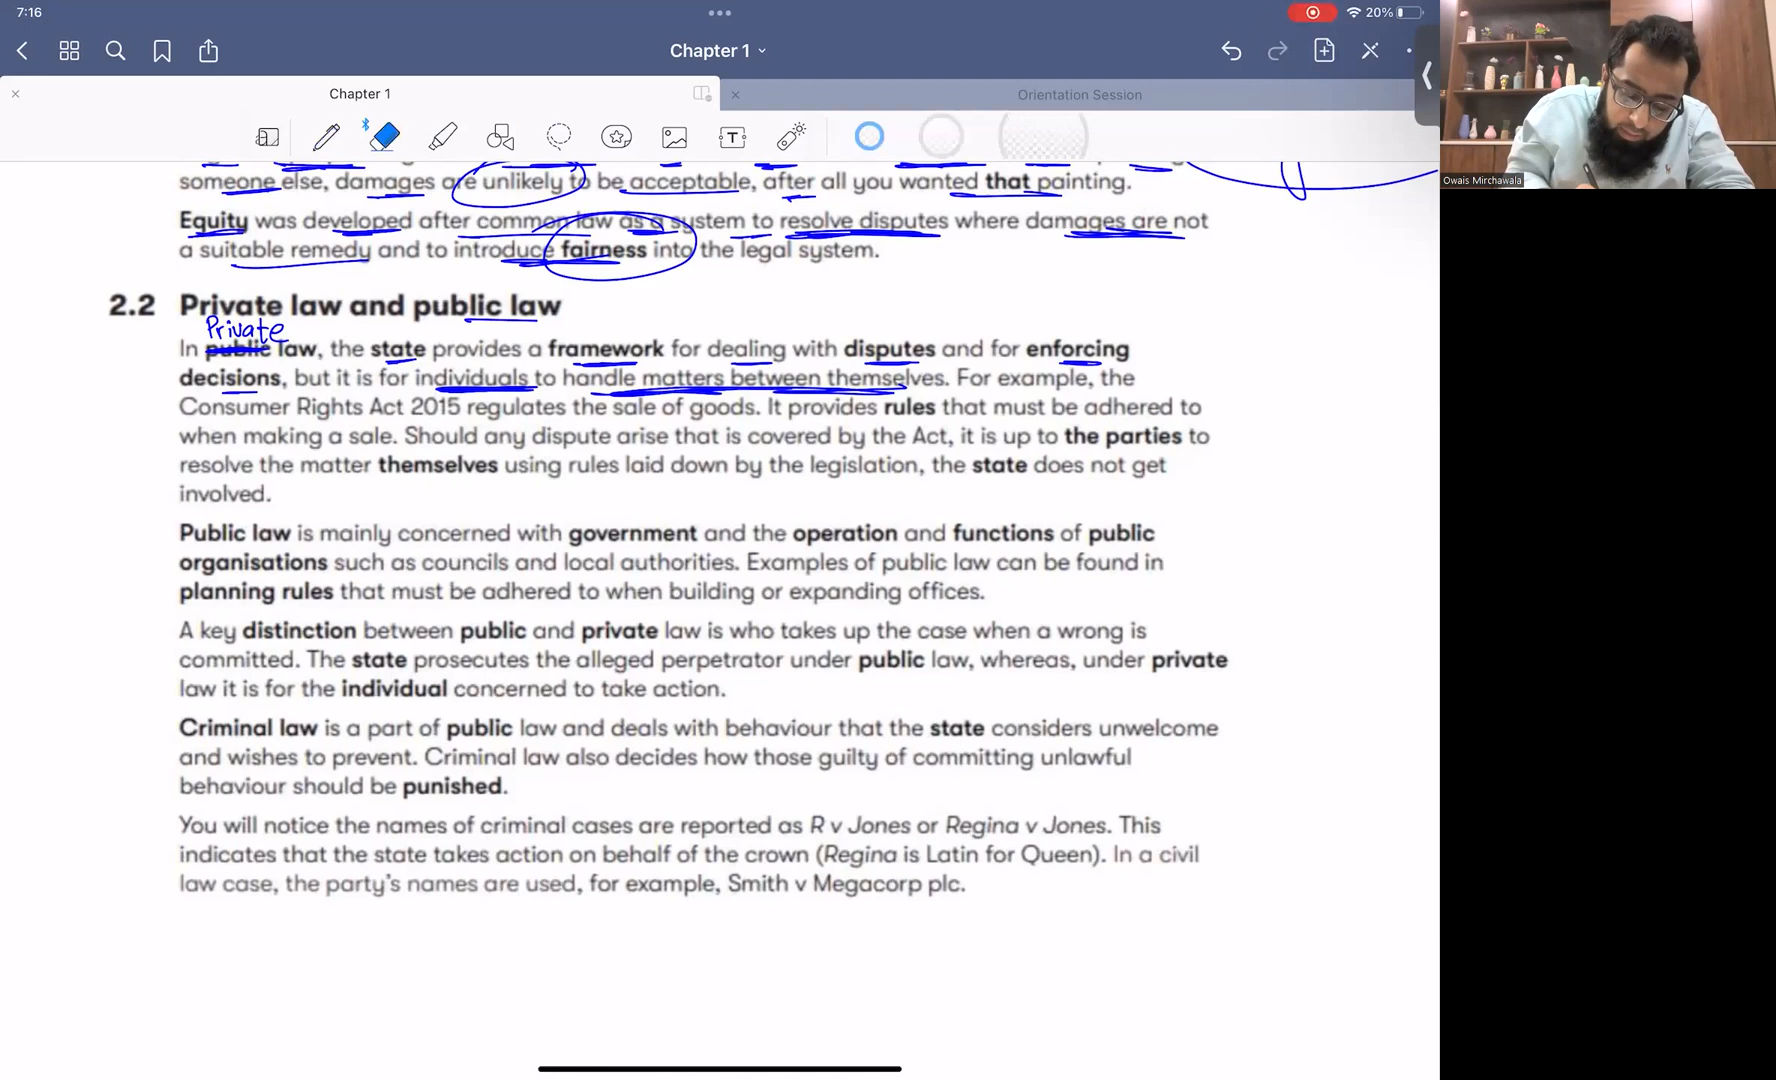 7:16
20%
Chapter 1
Chapter 1
Orientation Session
T
Owais Mirchawala
someone else, damages are unlikely to be acceptable, after all you wanted that painting.
Equity was developed after common law as a system to resolve disputes where damages are not
a suitable remedy and to introduce fairness into the legal system.
2.2 Private law and public law
Private
In public law, the state provides a framework for dealing with disputes and for enforcing
decisions, but it is for individuals to handle matters between themselves. For example, the
Consumer Rights Act 2015 regulates the sale of goods. It provides rules that must be adhered to
when making a sale. Should any dispute arise that is covered by the Act, it is up to the parties to
resolve the matter themselves using rules laid down by the legislation, the state does not get
involved.
Public law is mainly concerned with government and the operation and functions of public
organisations such as councils and local authorities. Examples of public law can be found in
planning rules that must be adhered to when building or expanding offices.
A key distinction between public and private law is who takes up the case when a wrong is
committed. The state prosecutes the alleged perpetrator under public law, whereas, under private
law it is for the individual concerned to take action.
Criminal law is a part of public law and deals with behaviour that the state considers unwelcome
and wishes to prevent. Criminal law also decides how those guilty of committing unlawful
behaviour should be punished.
You will notice the names of criminal cases are reported as R v Jones or Regina v Jones. This
indicates that the state takes action on behalf of the crown (Regina is Latin for Queen). In a civil
law case, the party's names are used, for example, Smith v Megacorp plc.